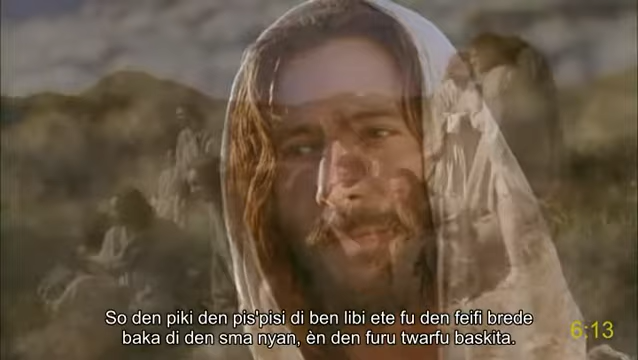 So den piki den pis'pisi di ben libi ete fu den feifi brede
baka di den sma nyan, èn den furu twarfu baskita.
6:13